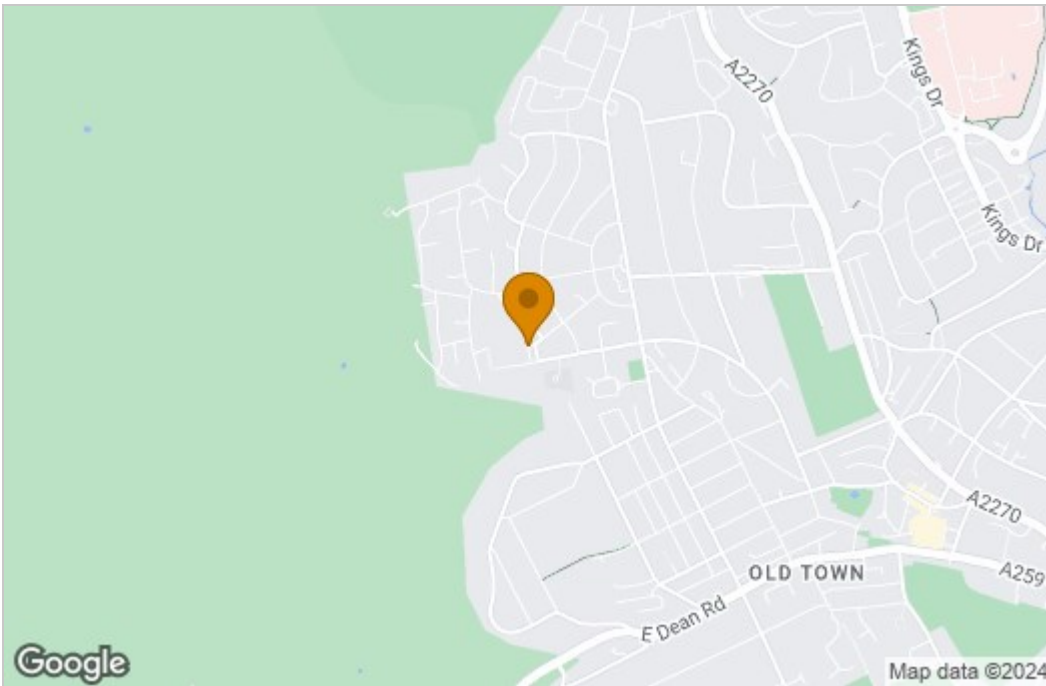 A2270
Kings Dr
Kings Dr
A2270
OLD TOWN
A259
E Dean Rd
Google
Map data ©2024